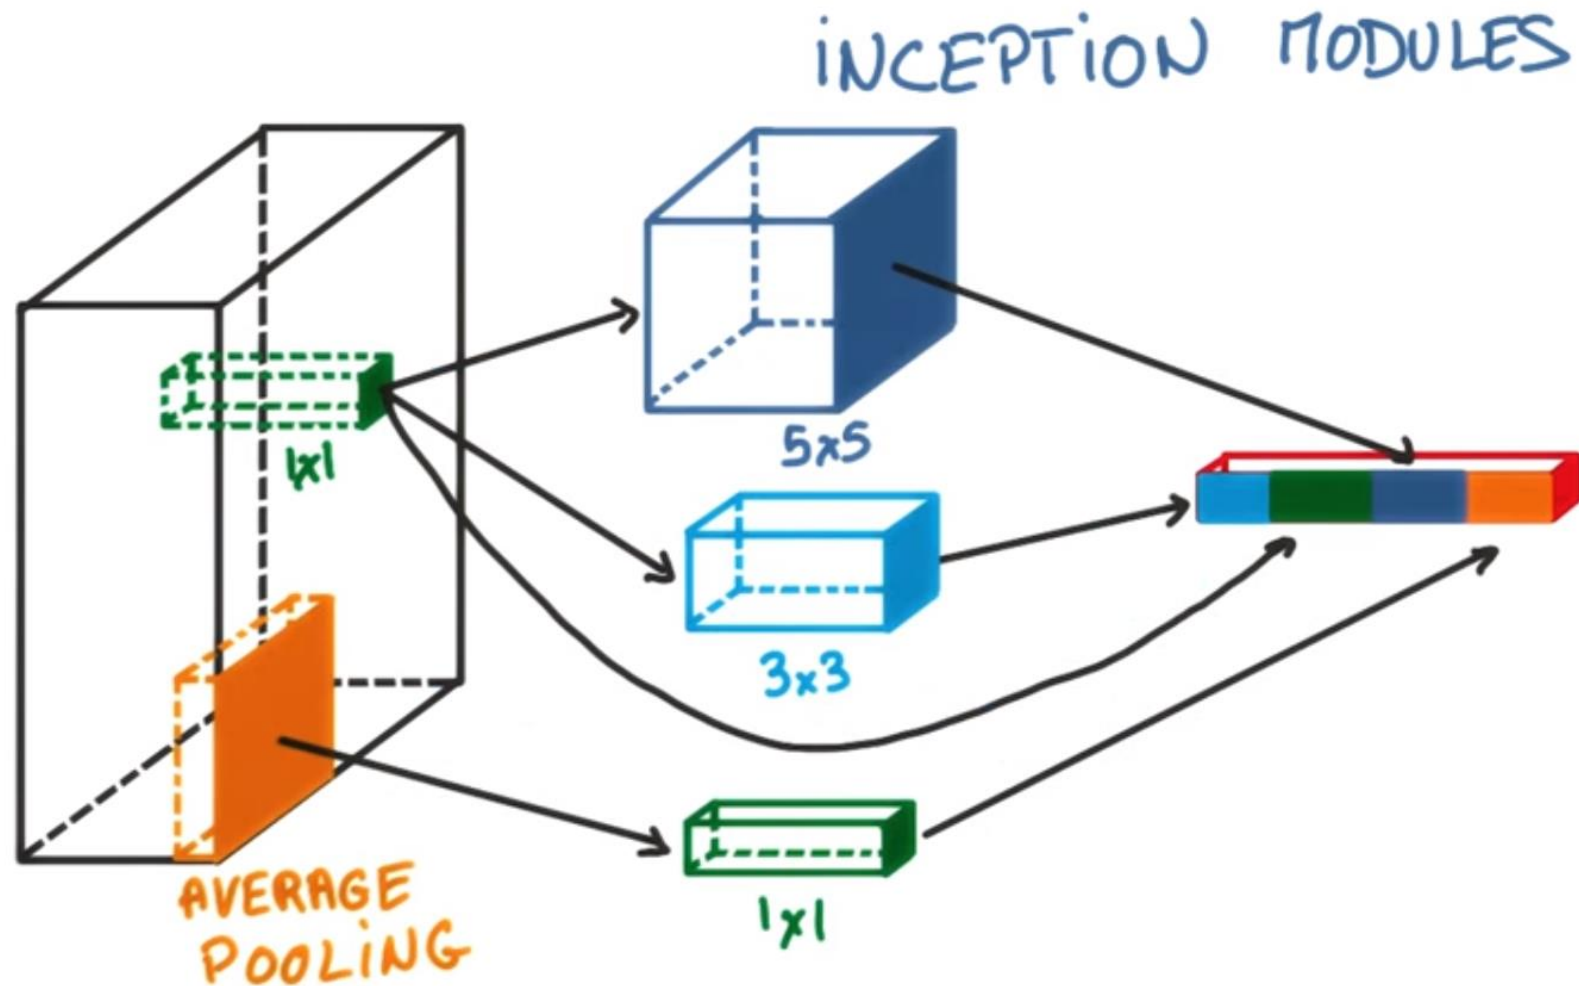 iNCEPTiON MODULES
5x5
1x1
3x3
1x1
AVERAGE
POOLiNG